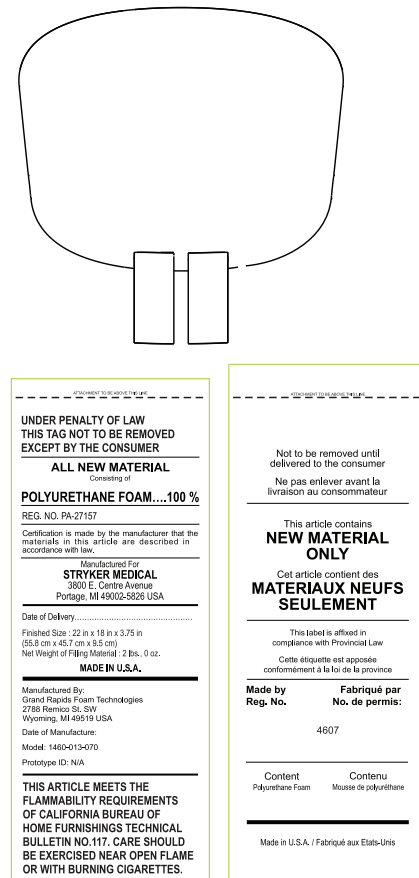 ATTACHMENT TO BE ABOVE THIS LINE
UNDER PENALTY OF LAW
THIS TAG NOT TO BE REMOVED
EXCEPT BY THE CONSUMER
ALL NEW MATERIAL
Consisting of
POLYURETHANE FOAM....100 %
REG. NO. PA-27157
Certification is made by the manufacturer that the
materials in this article are described in
accordance with law.
Manufactured For
STRYKER MEDICAL
3800 E. Centre Avenue
Portage, MI 49002-5826 USA
Date of Delivery............................................
Finished Size : 22 in x 18 in x 3.75 in
(55.8 cm x 45.7 cm x 9.5 cm)
Net Weight of Filling Material : 2 lbs., 0 oz.
MADE IN U.S.A.
Manufactured By:
Grand Rapids Foam Technologies
2788 Remico St. SW
Wyoming, MI 49519 USA
Date of Manufacture:
Model: 1460-013-070
Prototype ID: N/A
THIS ARTICLE MEETS THE
FLAMMABILITY REQUIREMENTS
OF CALIFORNIA BUREAU OF
HOME FURNISHINGS TECHNICAL
BULLETIN NO.117. CARE SHOULD
BE EXERCISED NEAR OPEN FLAME
OR WITH BURNING CIGARETTES.
ATTACHMENT TO BE ABOVE THIS LINE
Not to be removed until
delivered to the consumer
Ne pas enlever avant la
livraison au consommateur
This article contains
NEW MATERIAL
ONLY
Cet article contient des
MATERIAUX NEUFS
SEULEMENT
This label is affixed in
compliance with Provincial Law
Cette étiquette est apposée
conformément à la loi de la province
Made by Fabriqué par
Reg. No. No. de permis:
4607
Content Contenu
Polyurethane Foam Mousse de polyuréthane
Made in U.S.A. / Fabriqué aux Etats-Unis